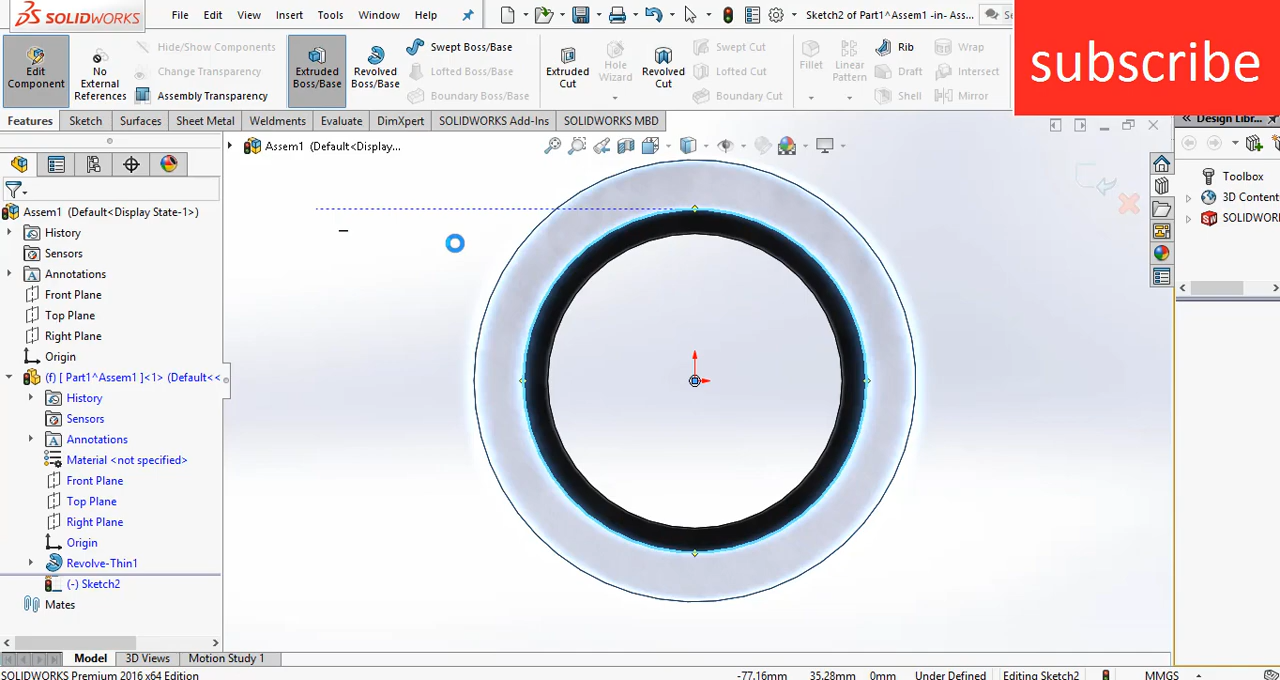 SOLIDWORKS
File Edit View Insert Tools Window Help
Sketch2 of Part1^Assem1 -in- Ass...
subscribe
Edit Component
No External References
Hide/Show Components
Change Transparency
Assembly Transparency
Extruded Boss/Base
Revolved Boss/Base
Swept Boss/Base
Lofted Boss/Base
Boundary Boss/Base
Extruded Cut
Hole Wizard
Revolved Cut
Swept Cut
Lofted Cut
Boundary Cut
Fillet
Linear Pattern
Rib
Draft
Shell
Wrap
Intersect
Mirror
Features Sketch Surfaces Sheet Metal Weldments Evaluate DimXpert SOLIDWORKS Add-Ins SOLIDWORKS MBD
Assem1 (Default<Display...
Design Libr...
Toolbox
3D Conten
SOLIDWO
Assem1 (Default<Display State-1>)
History
Sensors
Annotations
Front Plane
Top Plane
Right Plane
Origin
(f) [ Part1^Assem1 ]<1> (Default<<
History
Sensors
Annotations
Material <not specified>
Front Plane
Top Plane
Right Plane
Origin
Revolve-Thin1
(-) Sketch2
Mates
Model 3D Views Motion Study 1
SOLIDWORKS Premium 2016 x64 Edition
-77.16mm 35.28mm 0mm Under Defined Editing Sketch2 MMGS